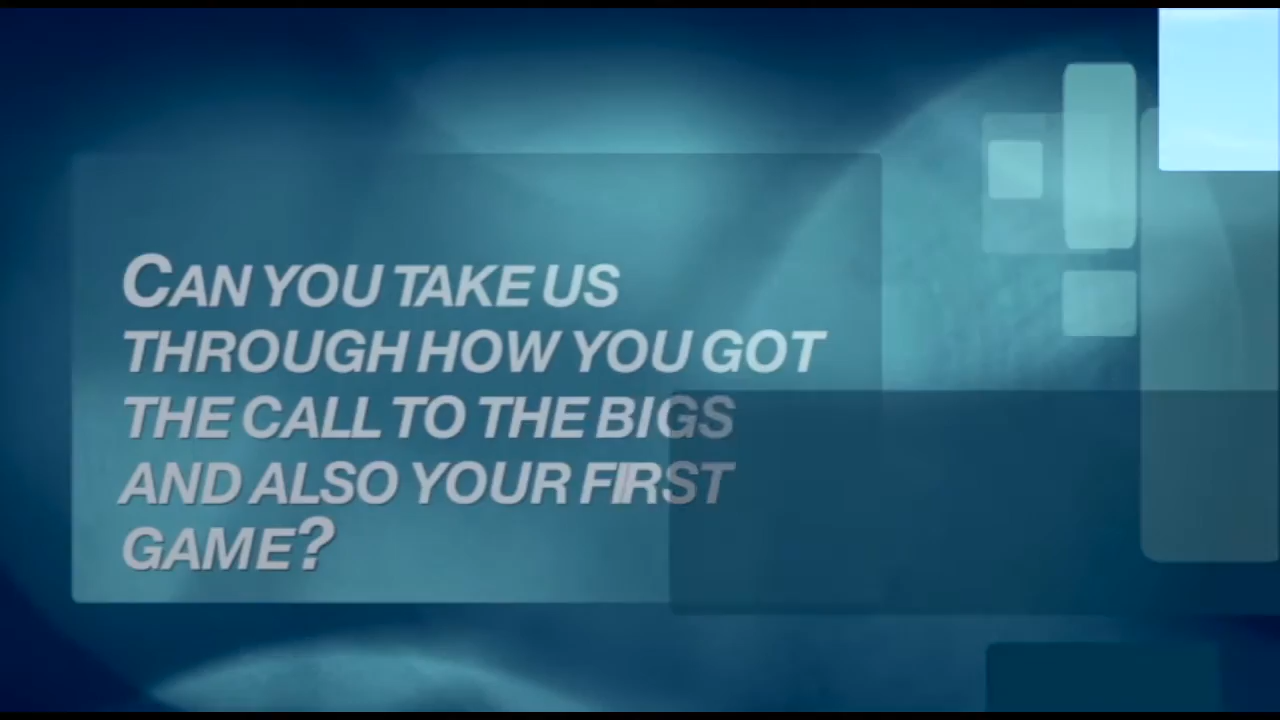 CAN YOU TAKE US
THROUGH HOW YOU GOT
THE CALL TO THE BIGS
AND ALSO YOUR FIRST
GAME?